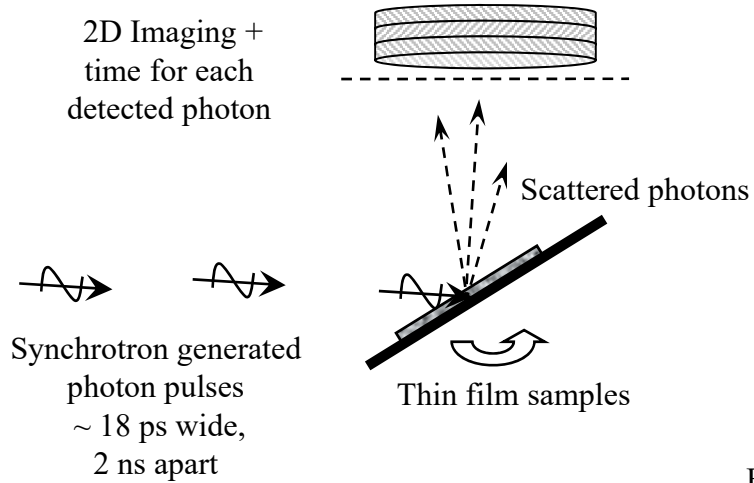 2D Imaging +
time for each
detected photon
Scattered photons
Synchrotron generated
photon pulses
~ 18 ps wide,
2 ns apart
Thin film samples